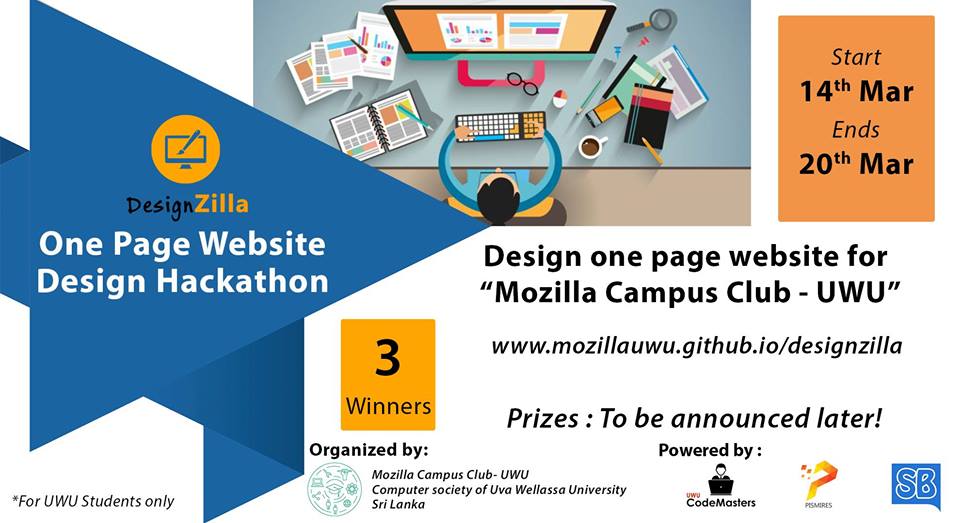 DesignZilla
One Page Website
Design Hackathon
Start
14th Mar
Ends
20th Mar
Design one page website for
“Mozilla Campus Club - UWU”
www.mozillauwu.github.io/designzilla
3
Winners
Prizes : To be announced later!
Organized by:
Mozilla Campus Club- UWU
Computer society of Uva Wellassa University
Sri Lanka
Powered by :
UWU
CodeMasters
PISMIRES
SB
*For UWU Students only